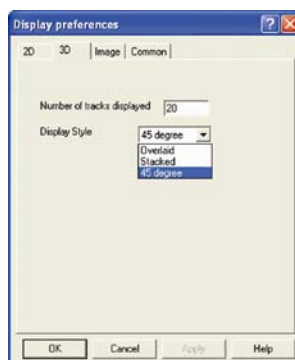 Display preferences
2D 3D Image Common
Number of tracks displayed 20
Display Style 45 degree
Overlaid
Stacked
45 degree
OK Cancel Apply Help